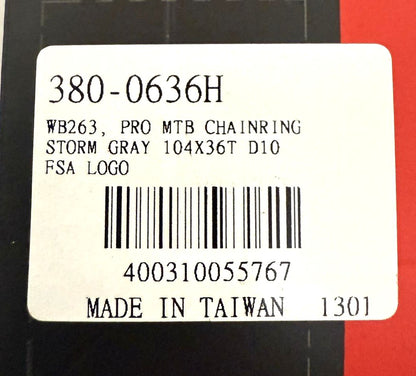 380-0636H
WB263, PRO MTB CHAINRING
STORM GRAY 104X36T D10
FSA LOGO
400310055767
MADE IN TAIWAN 1301